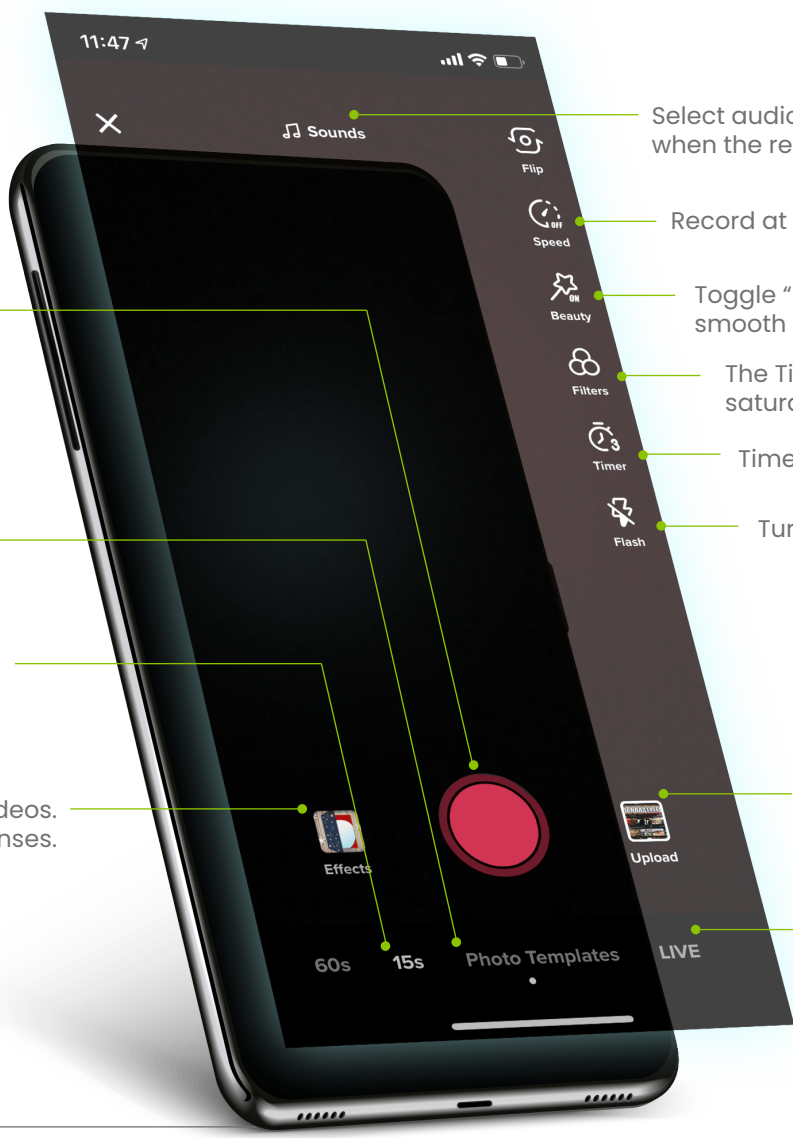 11:47
Sounds
Select audio
when the re
Flip
OFF
Speed
Record at
ON
Beauty
Toggle “
smooth
Filters
The Ti
satura
3
Timer
Time
Flash
Tur
deos.
nses.
Effects
Upload
60s
15s
Photo Templates
LIVE